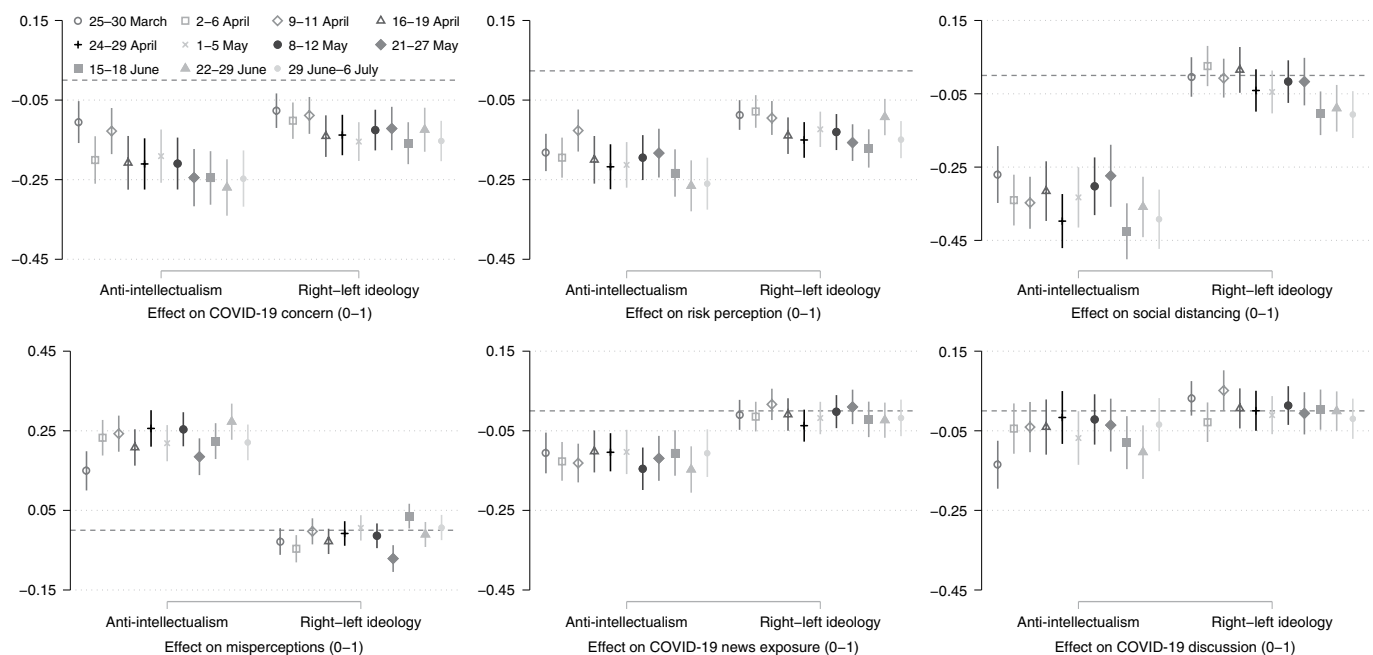 25–30 March 2–6 April 9–11 April 16–19 April
24–29 April 1–5 May 8–12 May 21–27 May
15–18 June 22–29 June 29 June–6 July
0.15
−0.05
−0.25
−0.45
Anti-intellectualism Right–left ideology
Effect on COVID-19 concern (0–1)
0.15
−0.05
−0.25
−0.45
Anti-intellectualism Right–left ideology
Effect on risk perception (0–1)
0.15
−0.05
−0.25
−0.45
Anti-intellectualism Right–left ideology
Effect on social distancing (0–1)
0.45
0.25
0.05
−0.15
Anti-intellectualism Right–left ideology
Effect on misperceptions (0–1)
0.15
−0.05
−0.25
−0.45
Anti-intellectualism Right–left ideology
Effect on COVID-19 news exposure (0–1)
0.15
−0.05
−0.25
−0.45
Anti-intellectualism Right–left ideology
Effect on COVID-19 discussion (0–1)